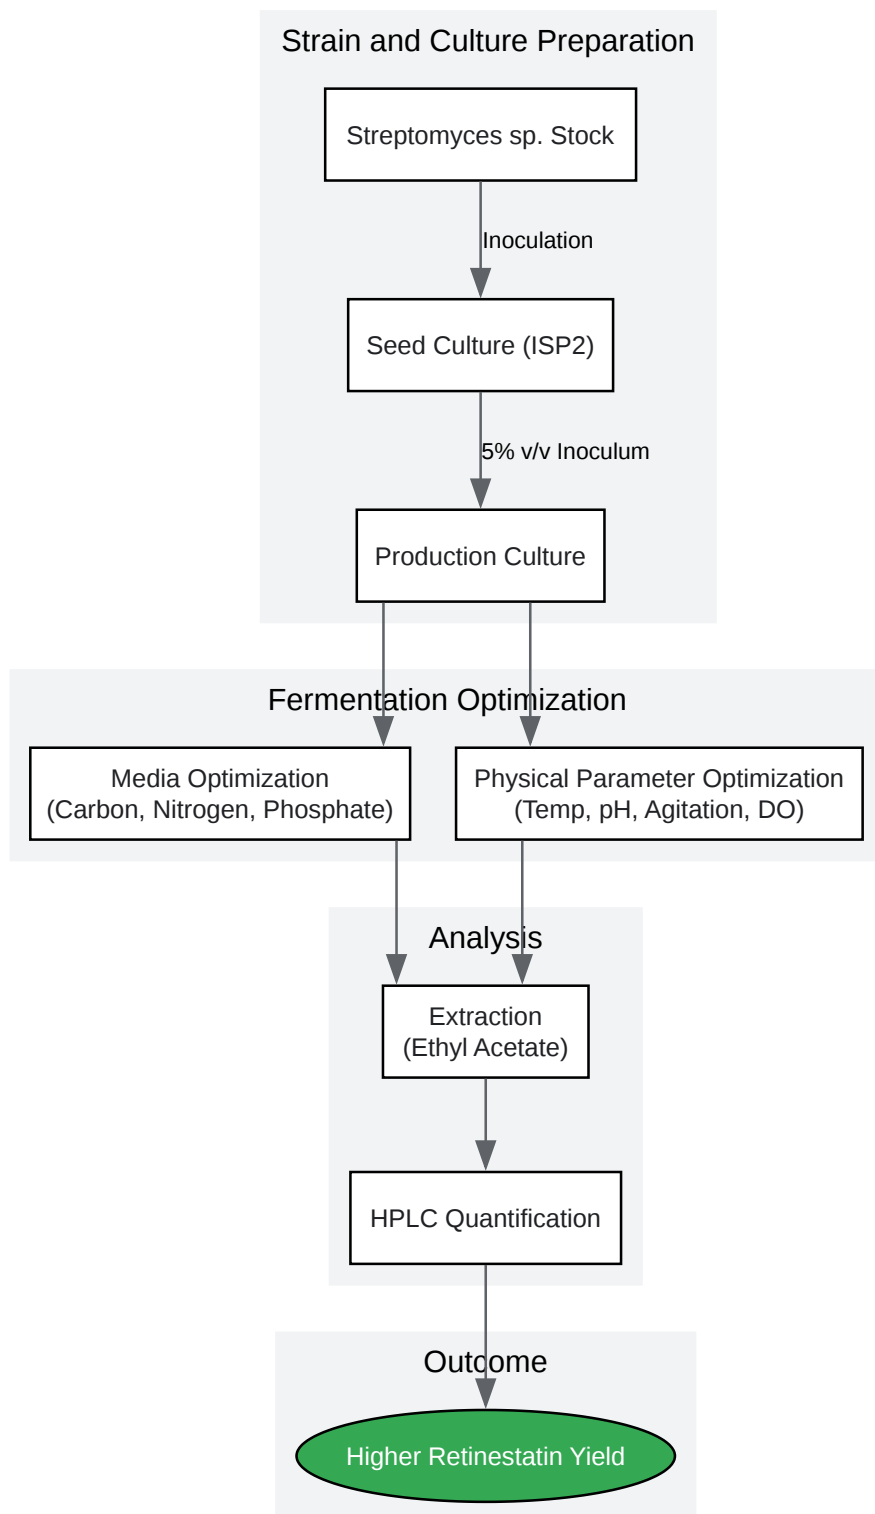 Strain and Culture Preparation
Streptomyces sp. Stock
Inoculation
Seed Culture (ISP2)
5% v/v Inoculum
Production Culture
Fermentation Optimization
Media Optimization
(Carbon, Nitrogen, Phosphate)
Physical Parameter Optimization
(Temp, pH, Agitation, DO)
Analysis
Extraction
(Ethyl Acetate)
HPLC Quantification
Outcome
Higher Retinestatin Yield